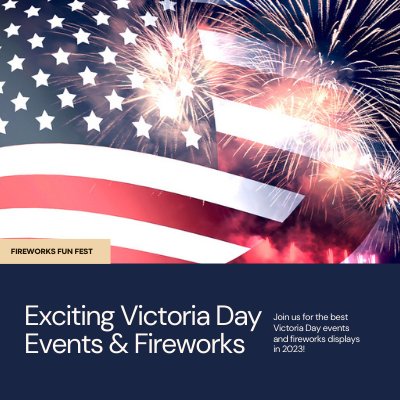 FIREWORKS FUN FEST
Exciting Victoria Day
Events & Fireworks
Join us for the best
Victoria Day events
and fireworks displays
in 2023!